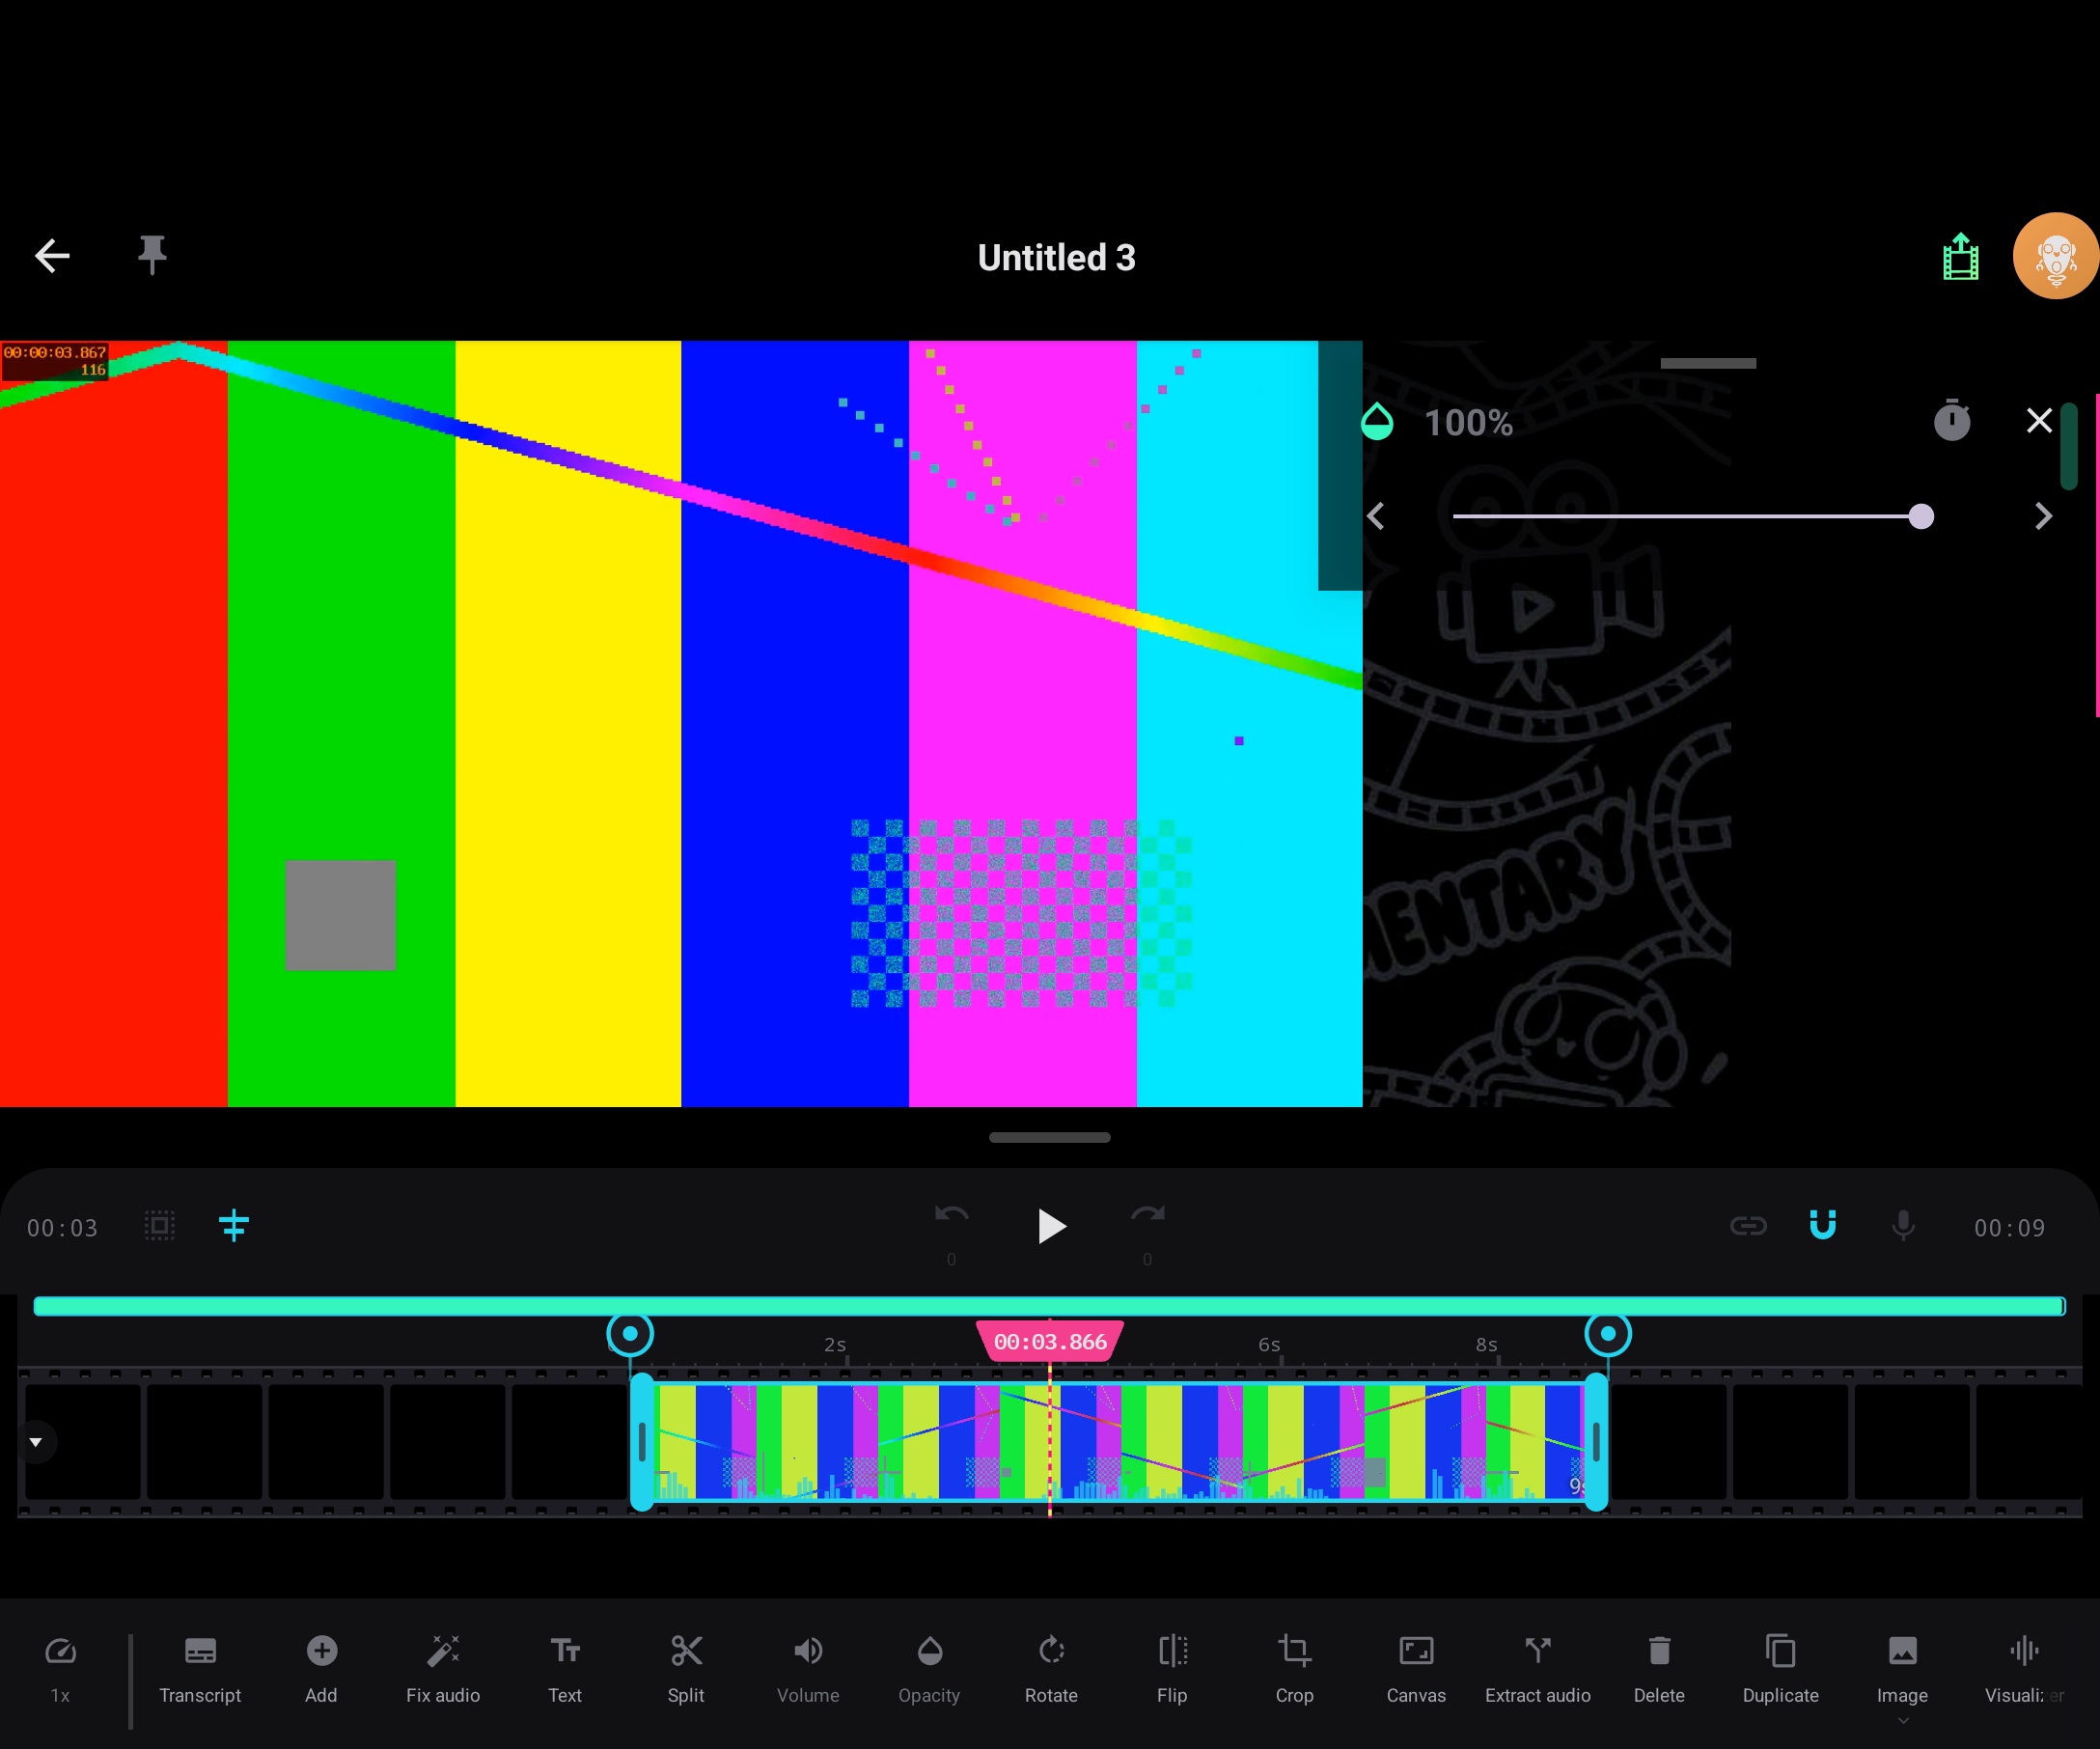 Untitled 3
00:00:03.867
116
100%
MENTARY
00:03
0
0
00:09
2s
00:03.866
6s
8s
1x
Transcript
Add
Fix audio
Text
Split
Volume
Opacity
Rotate
Flip
Crop
Canvas
Extract audio
Delete
Duplicate
Image
Visualizer